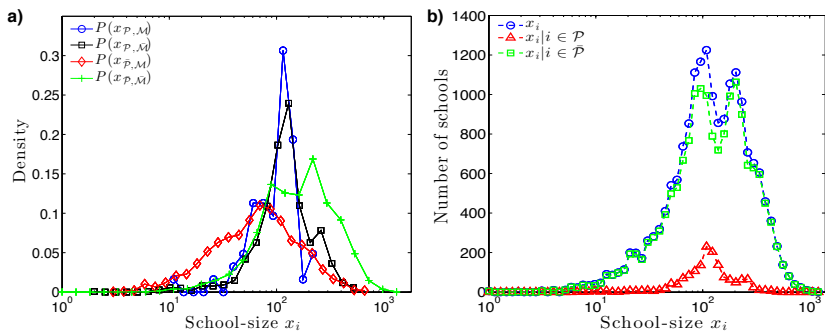 a)
P(x_{𝒫,ℳ})
P(x_{𝒫,ℳ̄})
P(x_{𝒫̄,ℳ})
P(x_{𝒫̄,ℳ̄})
Density
0.3
0.25
0.2
0.15
0.1
0.05
0
10^0
10^1
10^2
10^3
School-size x_i
b)
x_i
x_i|i ∈ 𝒫
x_i|i ∈ 𝒫̄
Number of schools
1400
1200
1000
800
600
400
200
0
10^0
10^1
10^2
10^3
School-size x_i